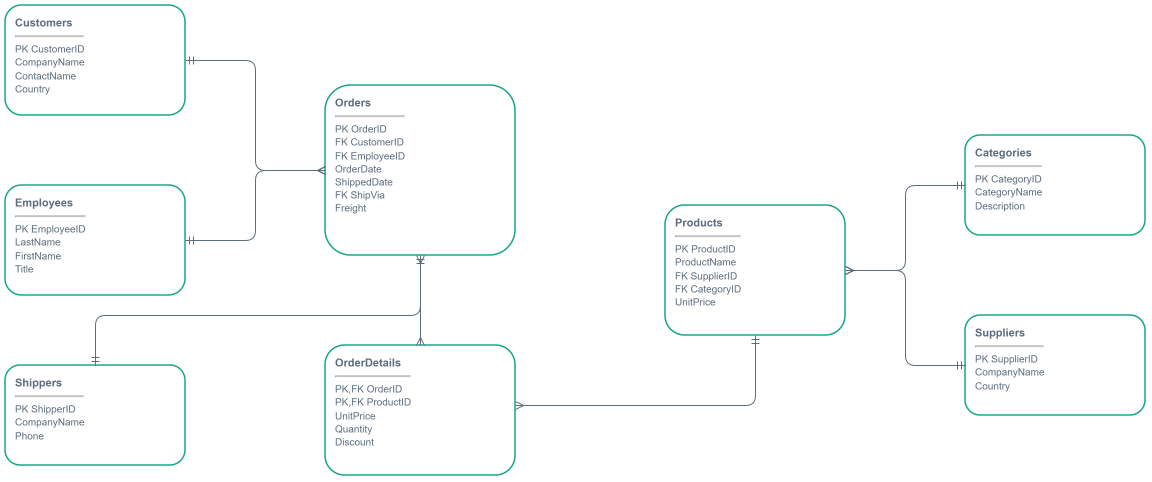 Customers
PK CustomerID
CompanyName
ContactName
Country
Employees
PK EmployeeID
LastName
FirstName
Title
Shippers
PK ShipperID
CompanyName
Phone
Orders
PK OrderID
FK CustomerID
FK EmployeeID
OrderDate
ShippedDate
FK ShipVia
Freight
OrderDetails
PK,FK OrderID
PK,FK ProductID
UnitPrice
Quantity
Discount
Products
PK ProductID
ProductName
FK SupplierID
FK CategoryID
UnitPrice
Categories
PK CategoryID
CategoryName
Description
Suppliers
PK SupplierID
CompanyName
Country